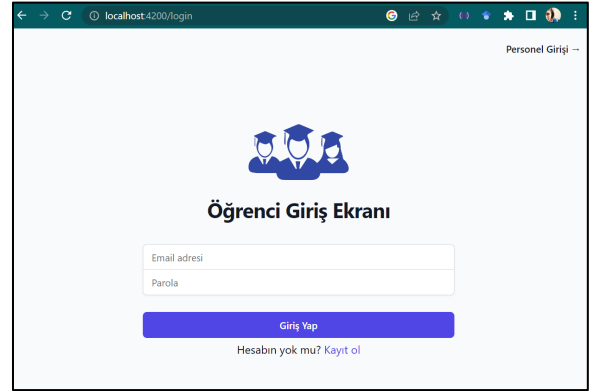 localhost:4200/login
Personel Girişi →
Öğrenci Giriş Ekranı
Email adresi
Parola
Giriş Yap
Hesabın yok mu? Kayıt ol